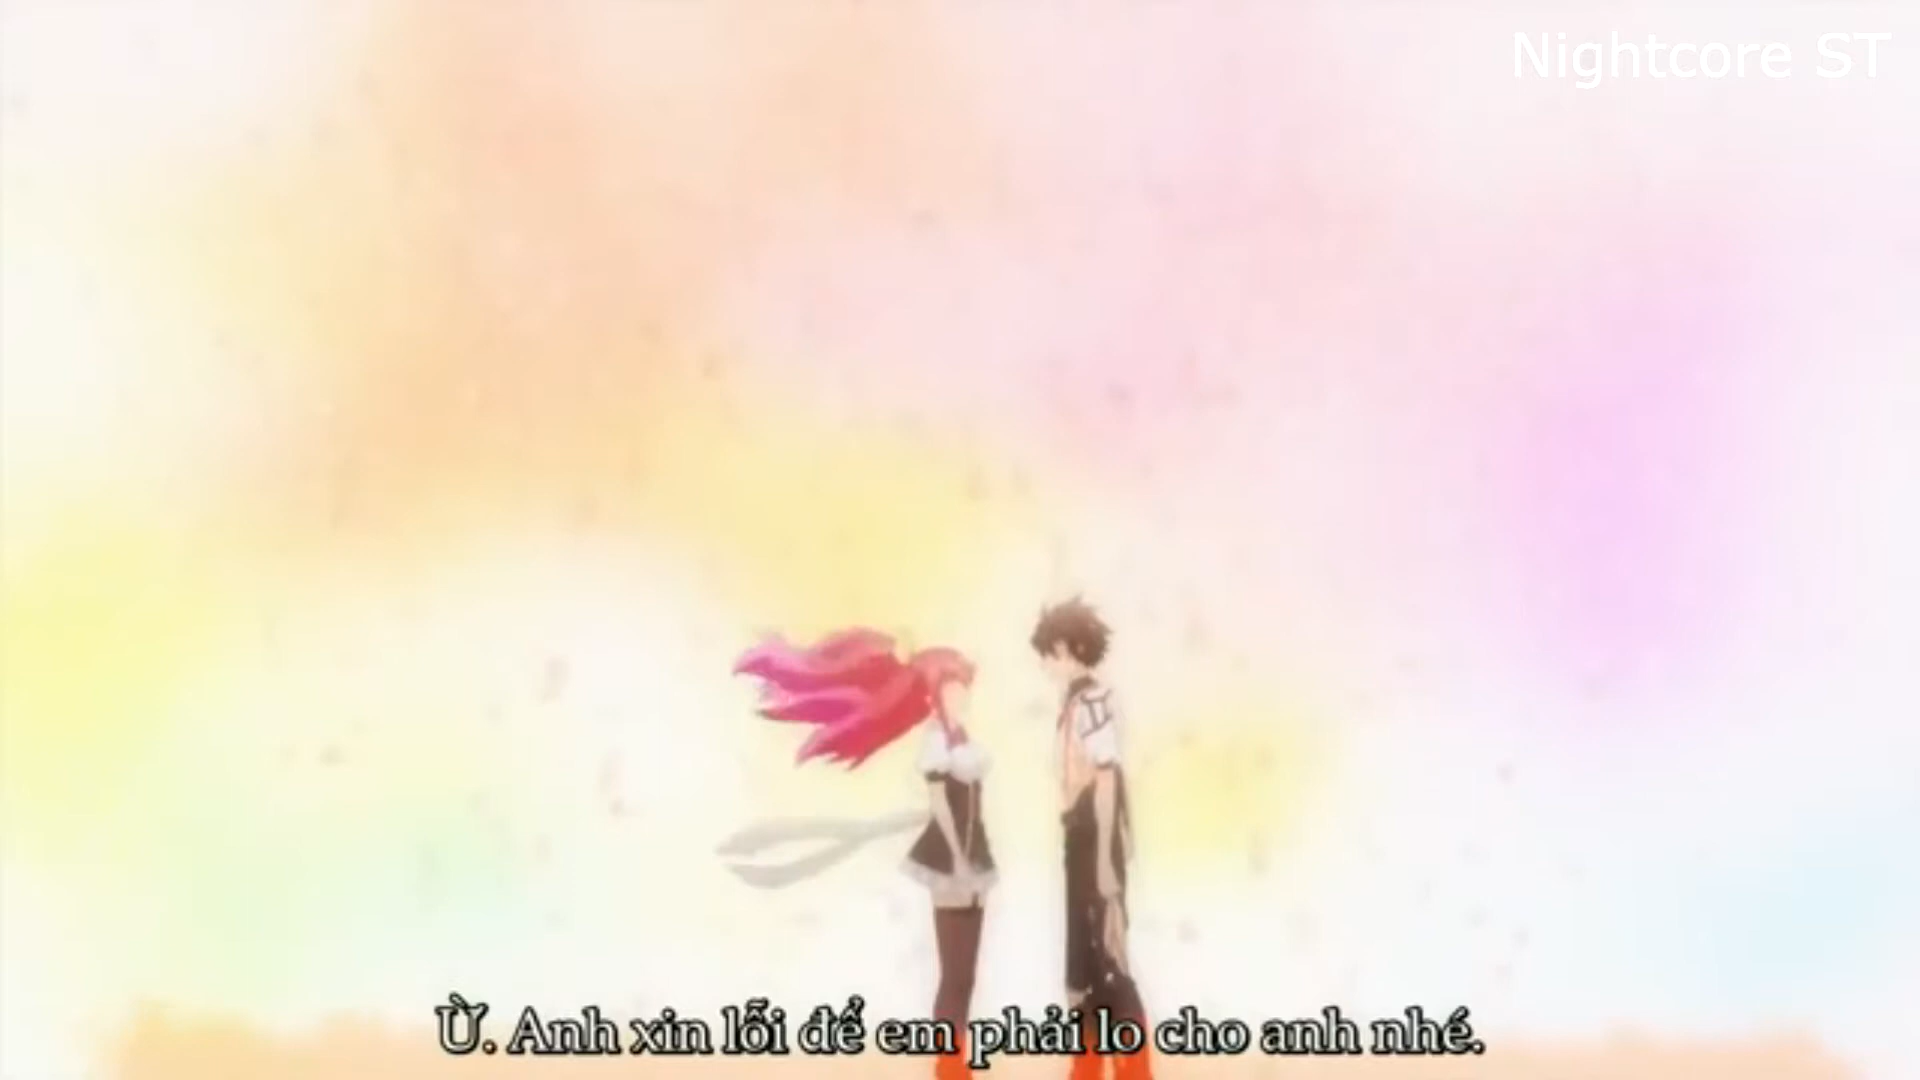 Nightcore ST
Ừ. Anh xin lỗi để em phải lo cho anh nhé.